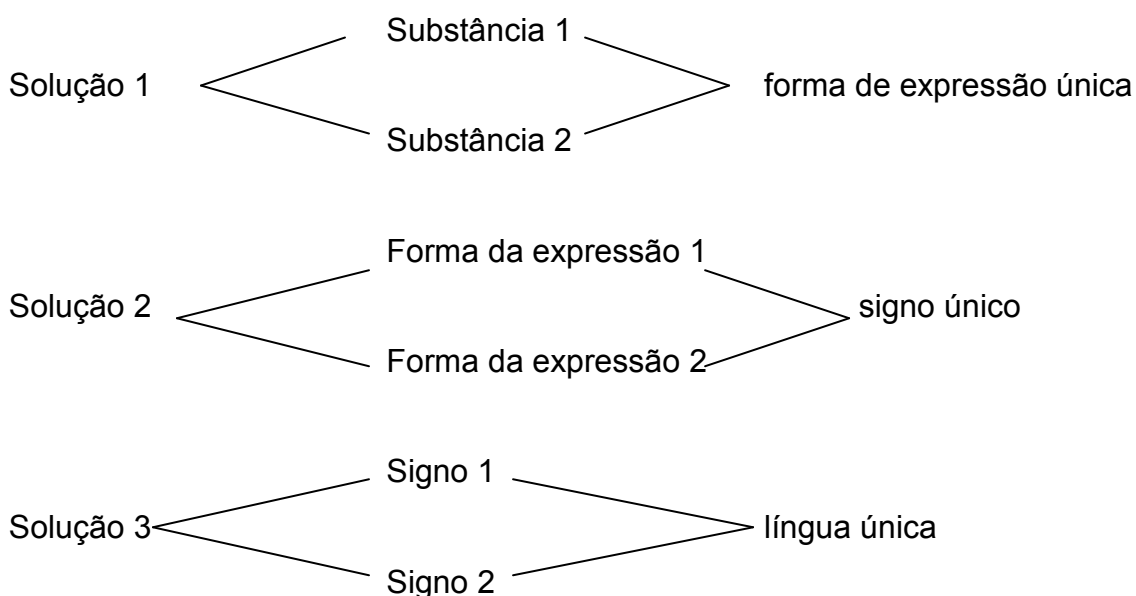 Substância 1
Solução 1
forma de expressão única
Substância 2
Forma da expressão 1
Solução 2
signo único
Forma da expressão 2
Signo 1
Solução 3
língua única
Signo 2